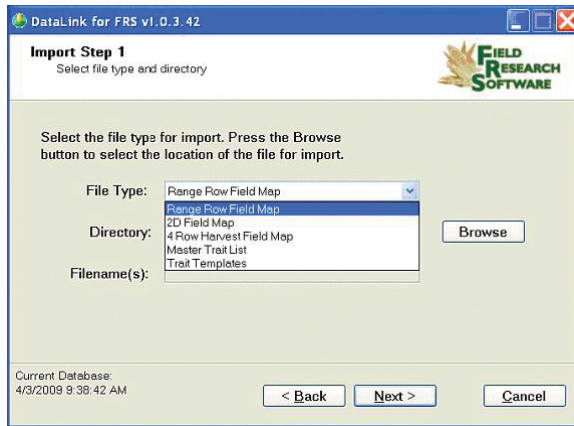 DataLink for FRS v1.0.3.42
Import Step 1
Select file type and directory
FIELD
RESEARCH
SOFTWARE
Select the file type for import. Press the Browse
button to select the location of the file for import.
File Type:
Range Row Field Map
Range Row Field Map
2D Field Map
Directory:
4 Row Harvest Field Map
Browse
Master Trait List
Trait Templates
Filename(s):
Current Database:
4/3/2009 9:38:42 AM
< Back
Next >
Cancel